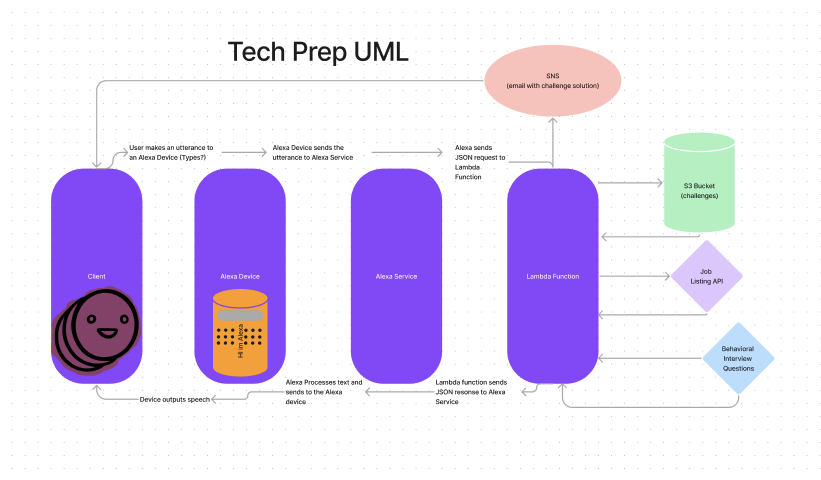 Tech Prep UML
SNS
(email with challenge solution)
User makes an utterance to
an Alexa Device (Types?)
Alexa Device sends the
utterance to Alexa Service
Alexa sends
JSON request to
Lambda
Function
S3 Bucket
(challenges)
Client
Alexa Device
Alexa Service
Lambda Function
Job
Listing API
Hi im Alexa
Behavioral
Interview
Questions
Device outputs speech
Alexa Processes text and
sends to the Alexa
device
Lambda function sends
JSON resonse to Alexa
Service